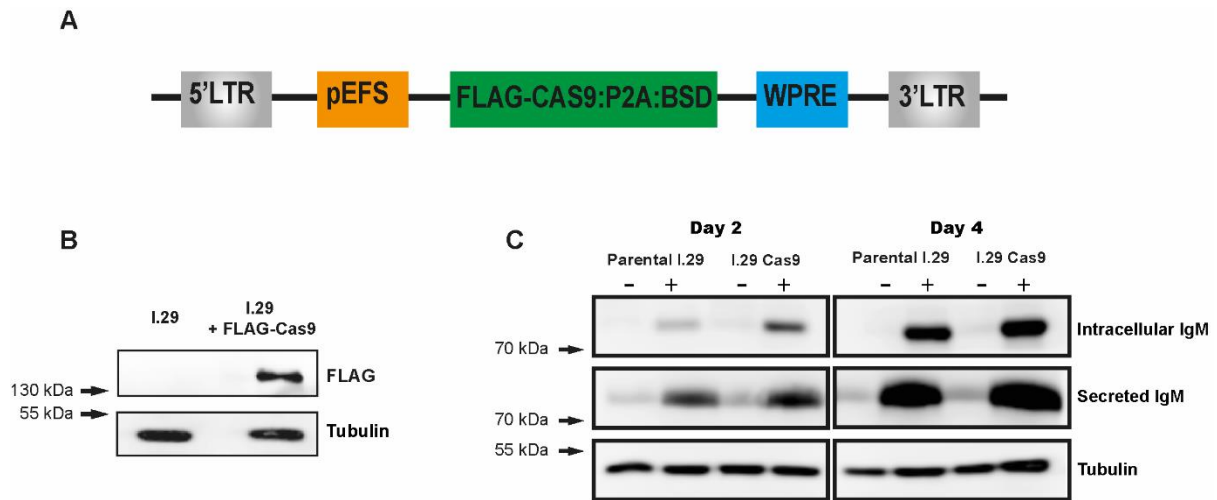 A
5'LTR pEFS FLAG-CAS9:P2A:BSD WPRE 3'LTR
B
I.29 I.29
+ FLAG-Cas9
FLAG
130 kDa
55 kDa
Tubulin
C
Day 2 Day 4
Parental I.29 I.29 Cas9 Parental I.29 I.29 Cas9
– + – + – + – +
Intracellular IgM
70 kDa
Secreted IgM
70 kDa
55 kDa
Tubulin